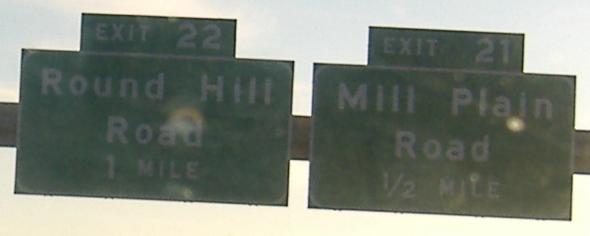 EXIT 22
Round Hill
Road
1 MILE
EXIT 21
Mill Plain
Road
1/2 MILE